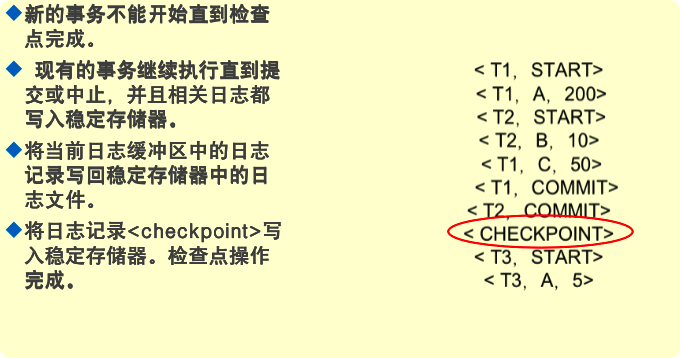 ◆新的事务不能开始直到检查
点完成。
◆ 现有的事务继续执行直到提
交或中止，并且相关日志都
写入稳定存储器。
◆将当前日志缓冲区中的日志
记录写回稳定存储器中的日
志文件。
◆将日志记录<checkpoint>写
入稳定存储器。检查点操作
完成。
< T1，START>
< T1，A，200>
< T2，START>
< T2，B，10>
< T1，C，50>
< T1，COMMIT>
< T2，COMMIT>
< CHECKPOINT>
< T3，START>
< T3，A，5>